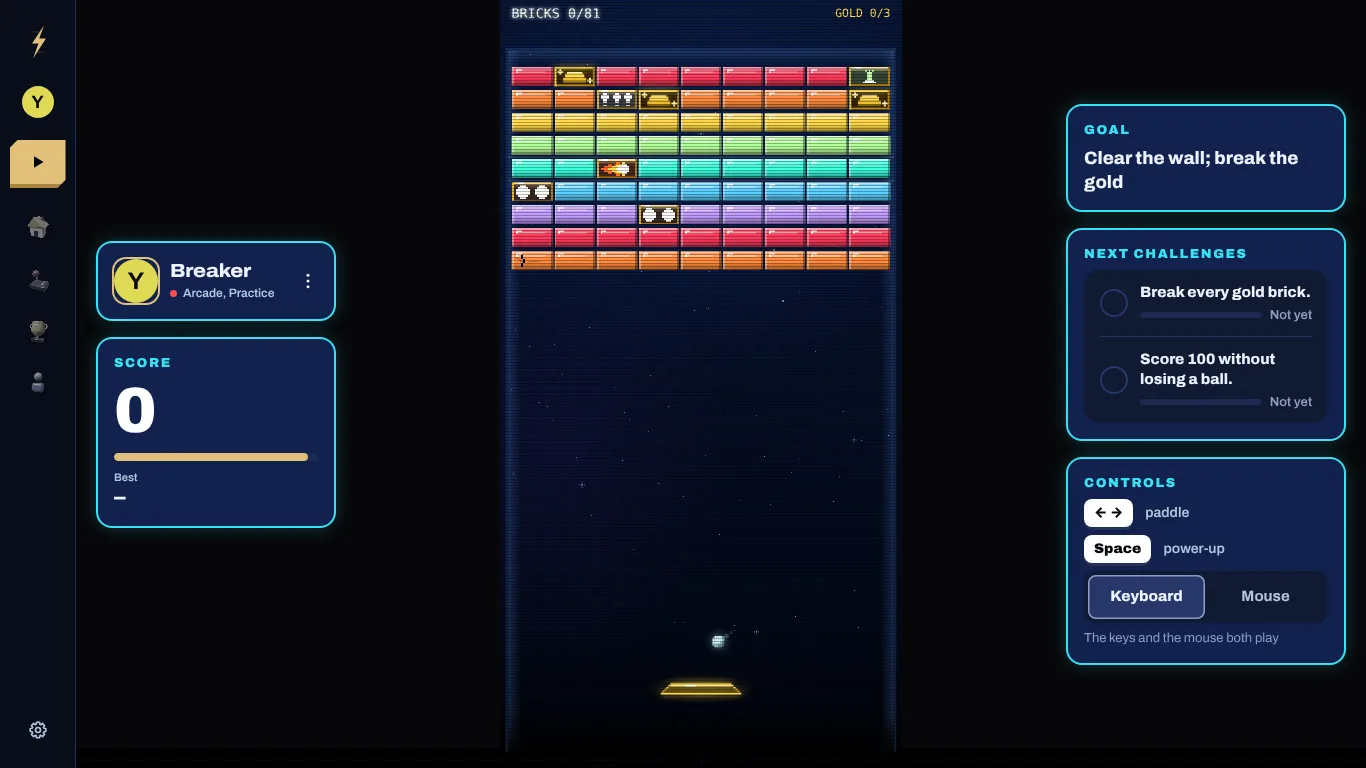 BRICKS 0/81
GOLD 0/3
Y
Y
Breaker
Arcade, Practice
SCORE
0
Best
–
GOAL
Clear the wall; break the
gold
NEXT CHALLENGES
Break every gold brick.
Not yet
Score 100 without
losing a ball.
Not yet
CONTROLS
← → paddle
Space power-up
Keyboard Mouse
The keys and the mouse both play